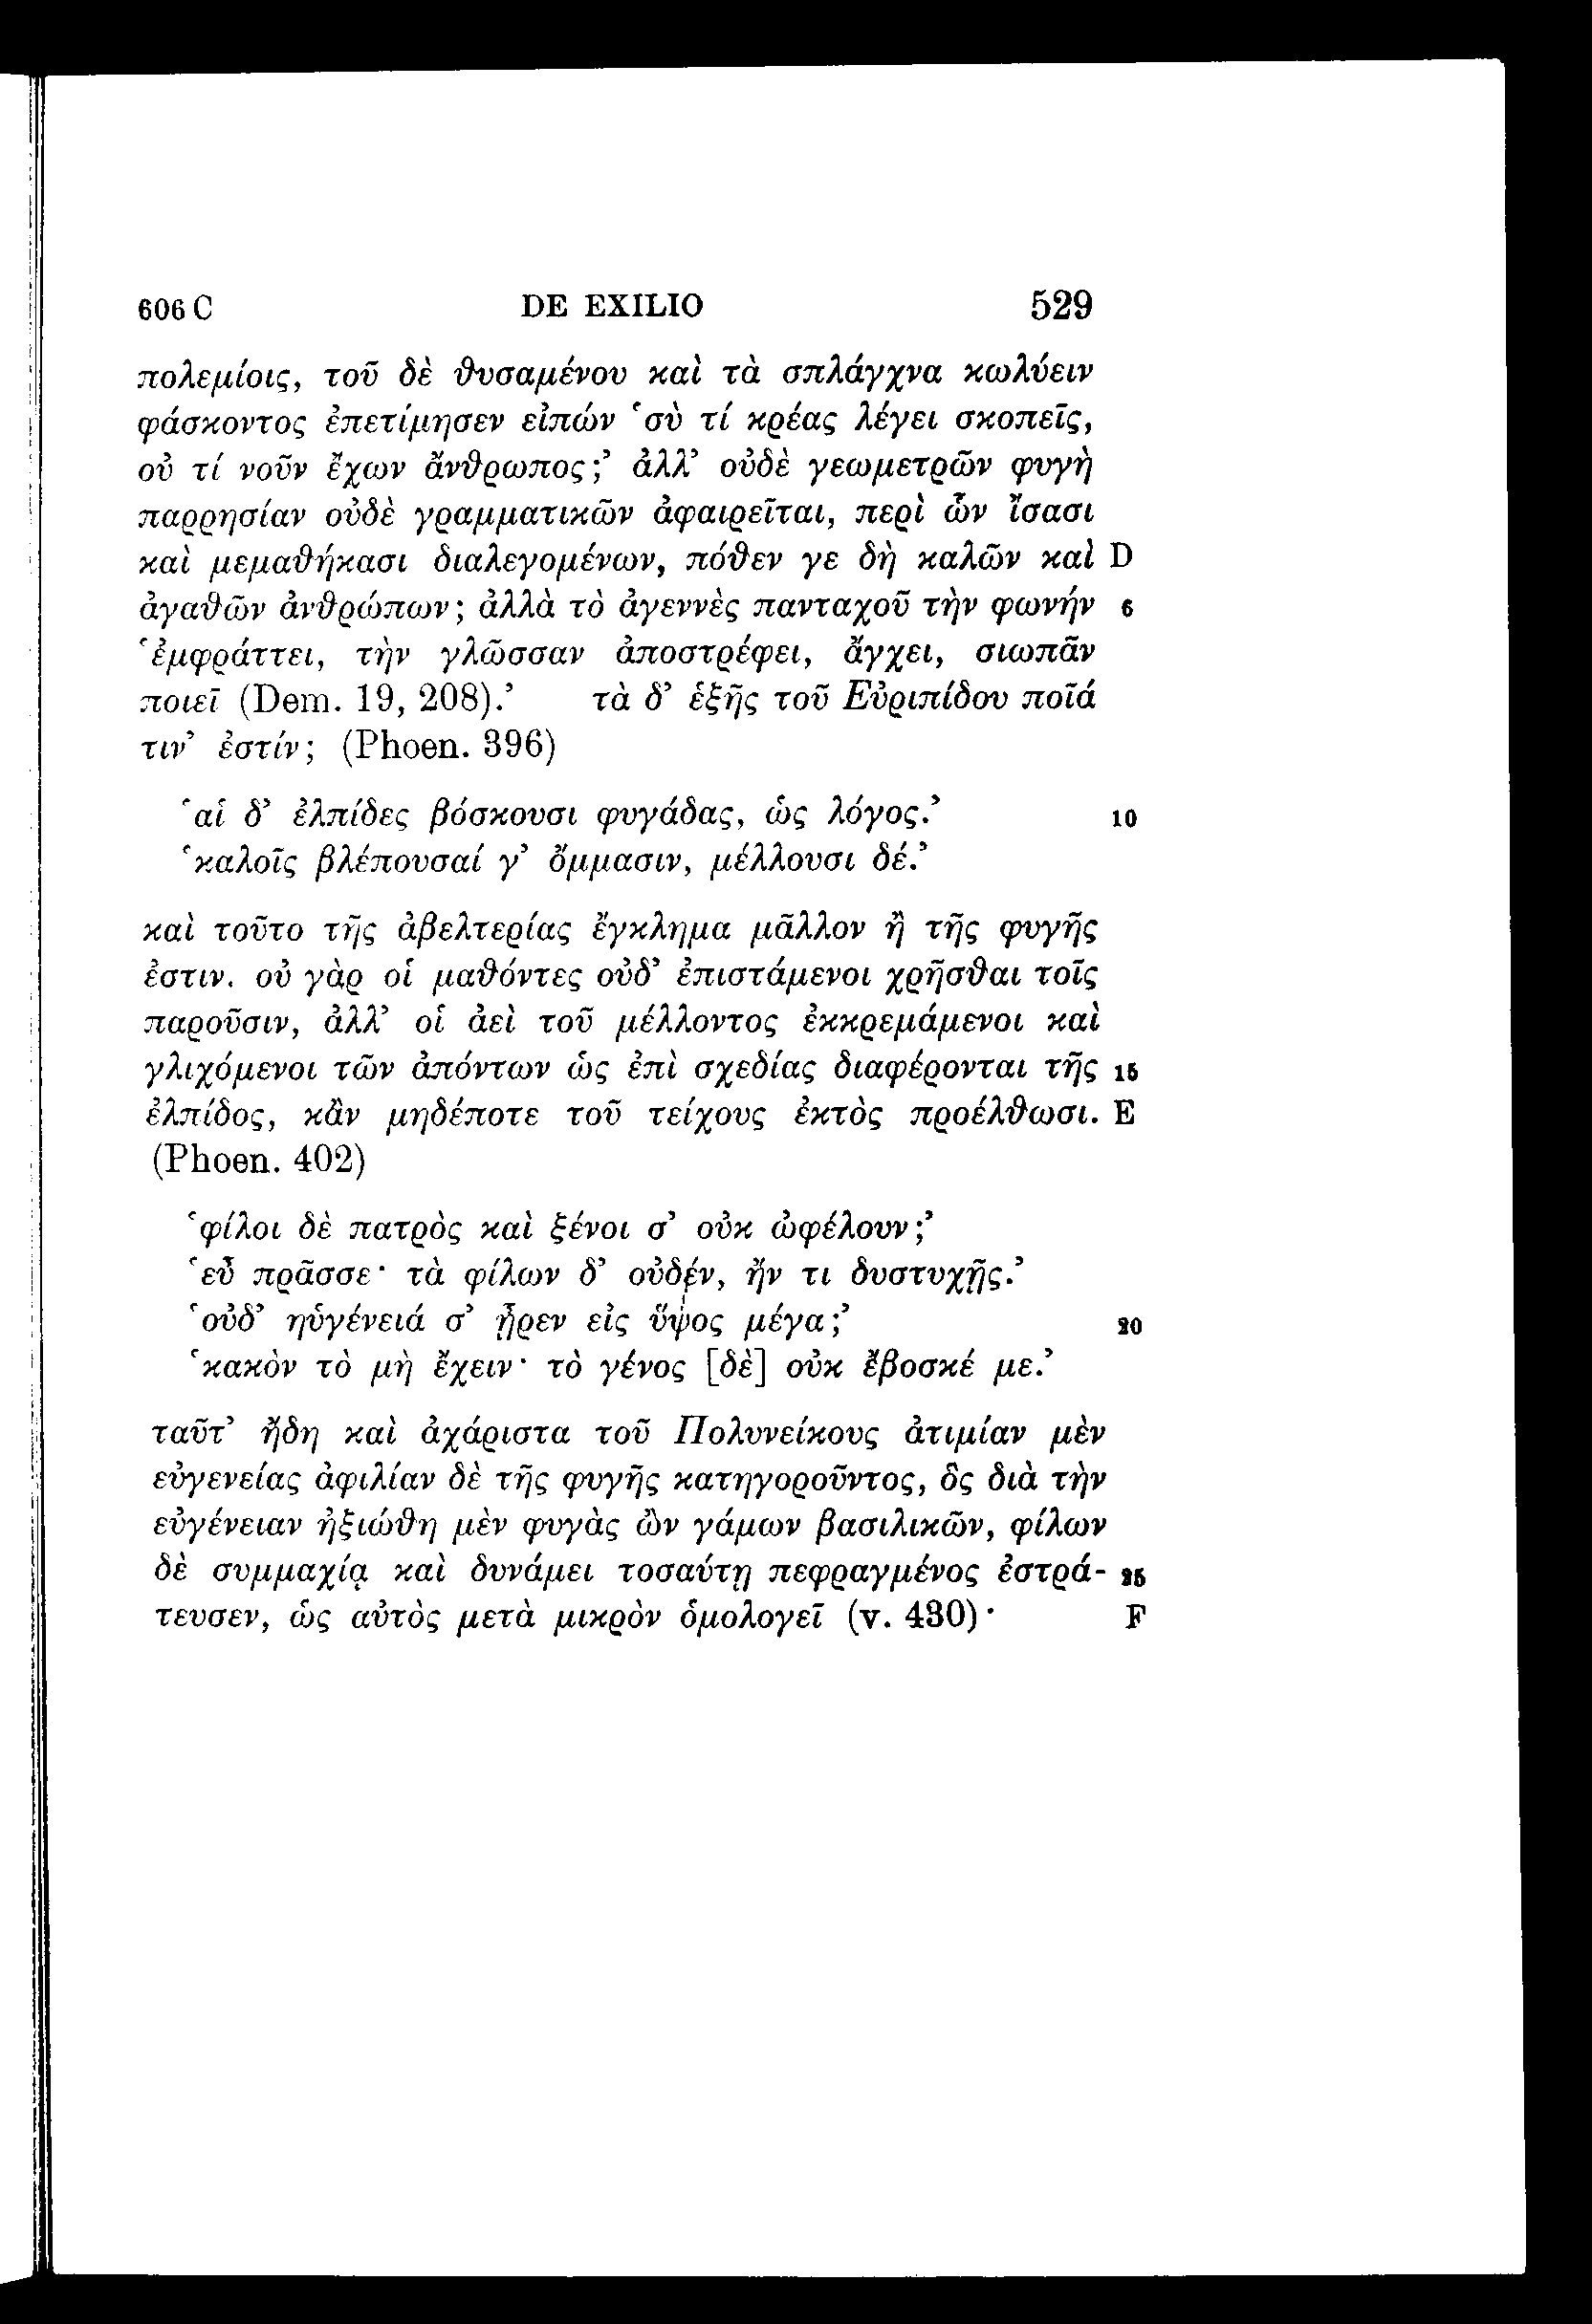 606 C DE EXILIO 529
πολεμίοις, τοῦ δὲ θυσαμένου καὶ τὰ σπλάγχνα κωλύειν
φάσκοντος ἐπετίμησεν εἰπών ‘σὺ τί κρέας λέγει σκοπεῖς,
οὐ τί νοῦν ἔχων ἄνθρωπος;’ ἀλλ’ οὐδὲ γεωμετρῶν φυγὴ
παρρησίαν οὐδὲ γραμματικῶν ἀφαιρεῖται, περὶ ὧν ἴσασι
καὶ μεμαθήκασι διαλεγομένων, πόθεν γε δὴ καλῶν καὶ D
ἀγαθῶν ἀνθρώπων; ἀλλὰ τὸ ἀγεννὲς πανταχοῦ τὴν φωνήν 6
‘ἐμφράττει, τὴν γλῶσσαν ἀποστρέφει, ἄγχει, σιωπᾶν
ποιεῖ (Dem. 19, 208).’ τὰ δ’ ἑξῆς τοῦ Εὐριπίδου ποῖά
τιν’ ἐστίν; (Phoen. 396)
‘αἱ δ’ ἐλπίδες βόσκουσι φυγάδας, ὡς λόγος.’ 10
‘καλοῖς βλέπουσαί γ’ ὄμμασιν, μέλλουσι δέ.’
καὶ τοῦτο τῆς ἀβελτερίας ἔγκλημα μᾶλλον ἢ τῆς φυγῆς
ἐστιν. οὐ γὰρ οἱ μαθόντες οὐδ’ ἐπιστάμενοι χρῆσθαι τοῖς
παροῦσιν, ἀλλ’ οἱ ἀεὶ τοῦ μέλλοντος ἐκκρεμάμενοι καὶ
γλιχόμενοι τῶν ἀπόντων ὡς ἐπὶ σχεδίας διαφέρονται τῆς 15
ἐλπίδος, κἂν μηδέποτε τοῦ τείχους ἐκτὸς προέλθωσι. E
(Phoen. 402)
‘φίλοι δὲ πατρὸς καὶ ξένοι σ’ οὐκ ὠφέλουν;’
‘εὖ πρᾶσσε· τὰ φίλων δ’ οὐδέν, ἤν τι δυστυχῇς.’
‘οὐδ’ ηὑγένειά σ’ ᾖρεν εἰς ὕψος μέγα;’ 20
‘κακὸν τὸ μὴ ἔχειν· τὸ γένος [δὲ] οὐκ ἔβοσκέ με.’
ταῦτ’ ἤδη καὶ ἀχάριστα τοῦ Πολυνείκους ἀτιμίαν μὲν
εὐγενείας ἀφιλίαν δὲ τῆς φυγῆς κατηγοροῦντος, ὃς διὰ τὴν
εὐγένειαν ἠξιώθη μὲν φυγὰς ὢν γάμων βασιλικῶν, φίλων
δὲ συμμαχίᾳ καὶ δυνάμει τοσαύτῃ πεφραγμένος ἐστρά- 25
τευσεν, ὡς αὐτὸς μετὰ μικρὸν ὁμολογεῖ (v. 430)· F